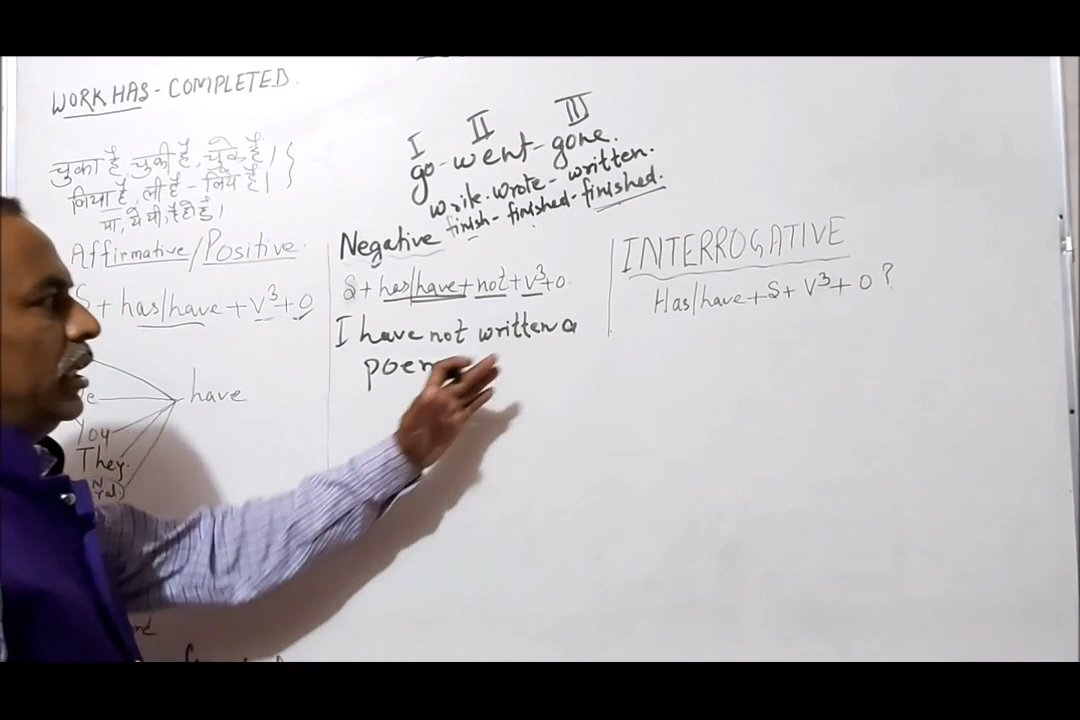 WORK HAS - COMPLETED.
चुका है, चुकी है, चुके हैं।
लिया है, ली है - लिये हैं।
I II III
go - went - gone.
write - wrote - written.
finish - finished - finished.
Affirmative/Positive
S + has/have + V³ + O
have
You
They
Negative
S + has/have + not + V³ + O
I have not written a
poem
INTERROGATIVE
Has/have + S + V³ + O ?